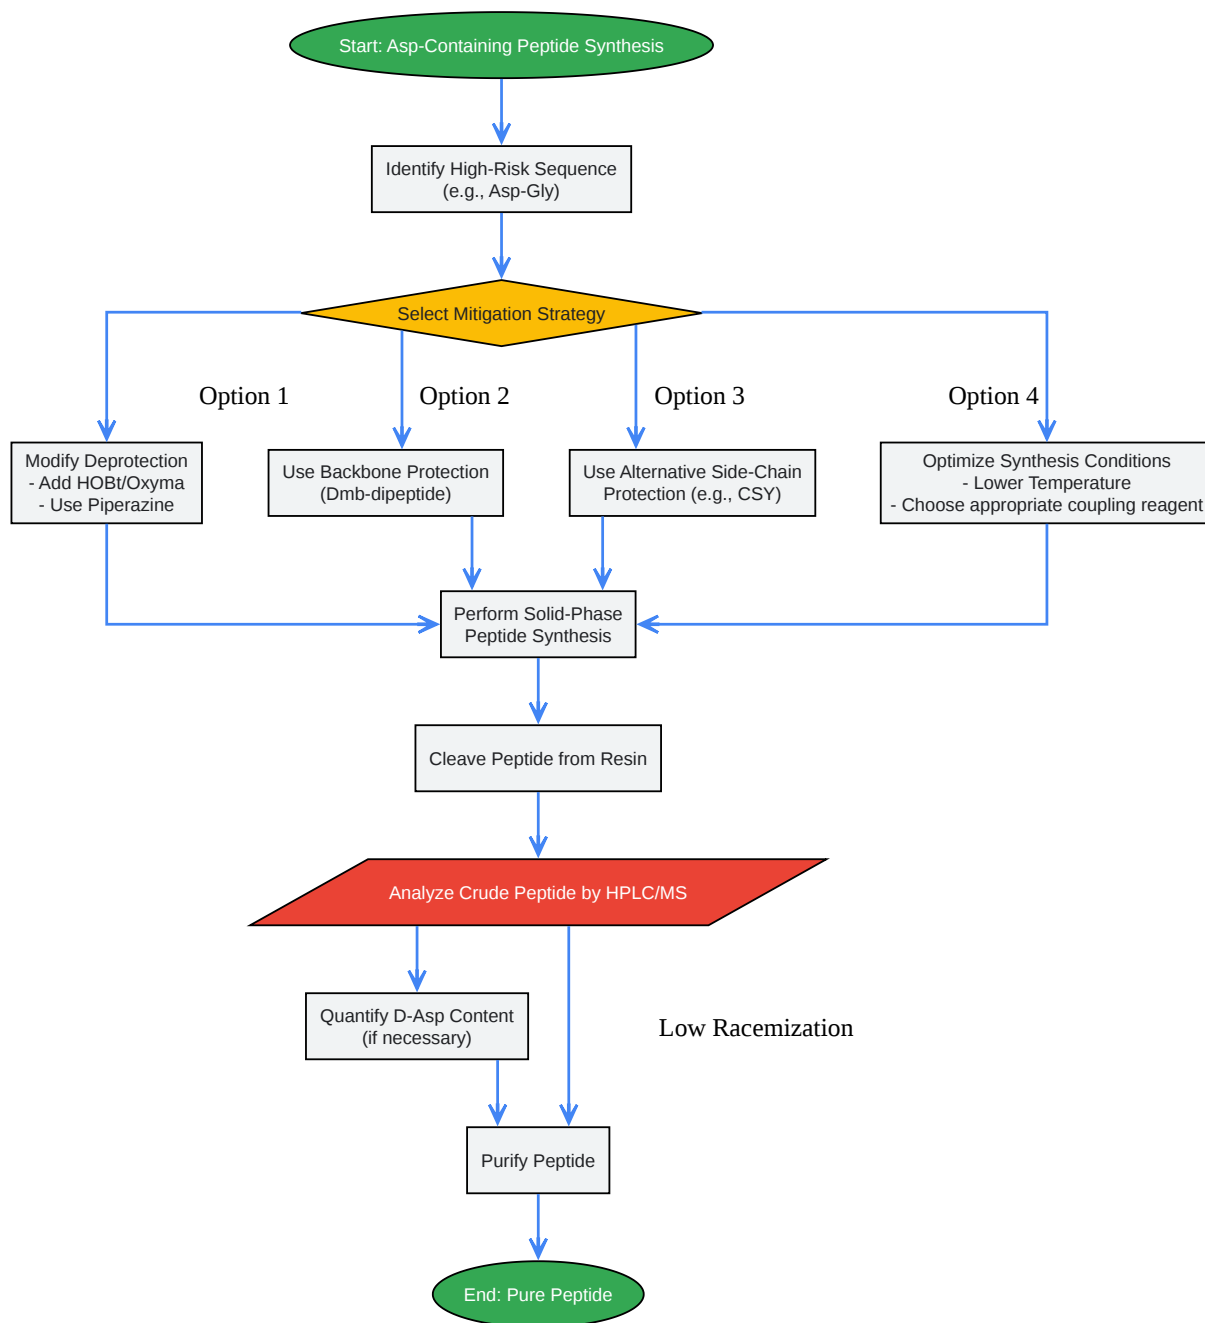 Start: Asp-Containing Peptide Synthesis
Identify High-Risk Sequence
(e.g., Asp-Gly)
Select Mitigation Strategy
Option 1
Option 2
Option 3
Option 4
Modify Deprotection
- Add HOBt/Oxyma
- Use Piperazine
Use Backbone Protection
(Dmb-dipeptide)
Use Alternative Side-Chain
Protection (e.g., CSY)
Optimize Synthesis Conditions
- Lower Temperature
- Choose appropriate coupling reagent
Perform Solid-Phase
Peptide Synthesis
Cleave Peptide from Resin
Analyze Crude Peptide by HPLC/MS
Quantify D-Asp Content
(if necessary)
Low Racemization
Purify Peptide
End: Pure Peptide